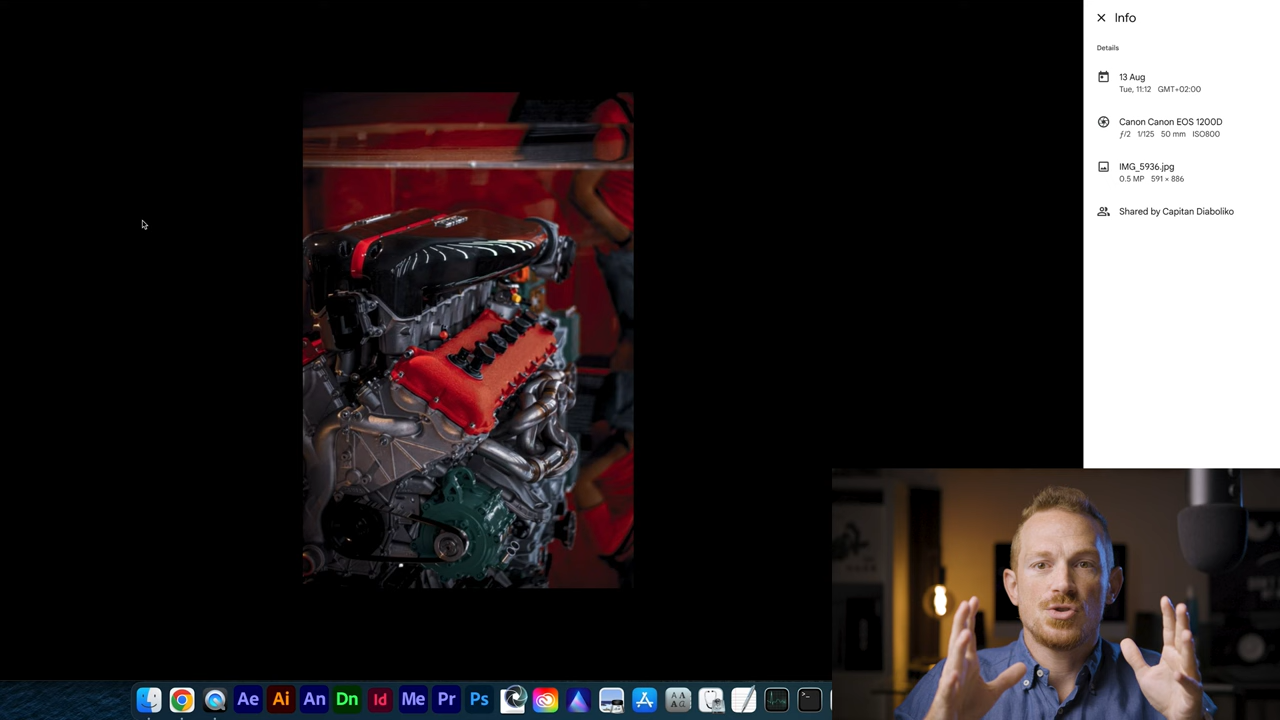 Info
Details
13 Aug
Tue, 11:12 GMT+02:00
Canon Canon EOS 1200D
ƒ/2 1/125 50 mm ISO800
IMG_5936.jpg
0.5 MP 591 × 886
Shared by Capitan Diaboliko
Ae Ai An Dn Id Me Pr Ps